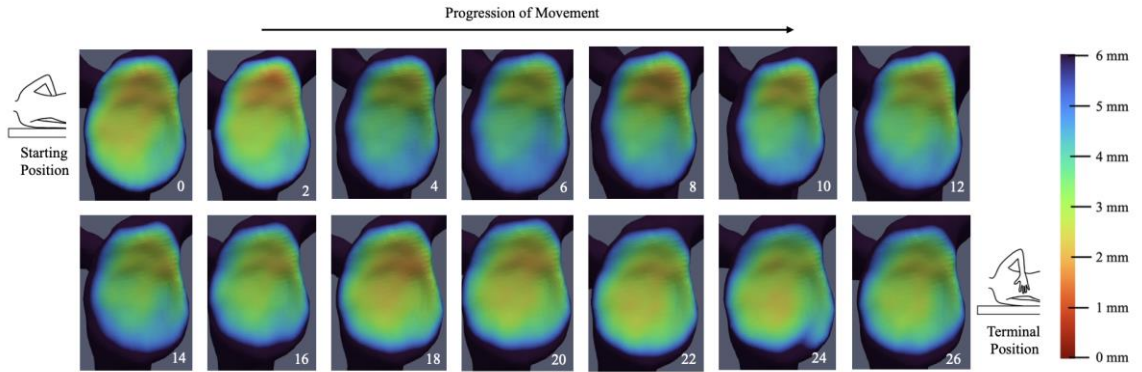 Progression of Movement
Starting
Position
0
2
4
6
8
10
12
14
16
18
20
22
24
26
Terminal
Position
6 mm
5 mm
4 mm
3 mm
2 mm
1 mm
0 mm